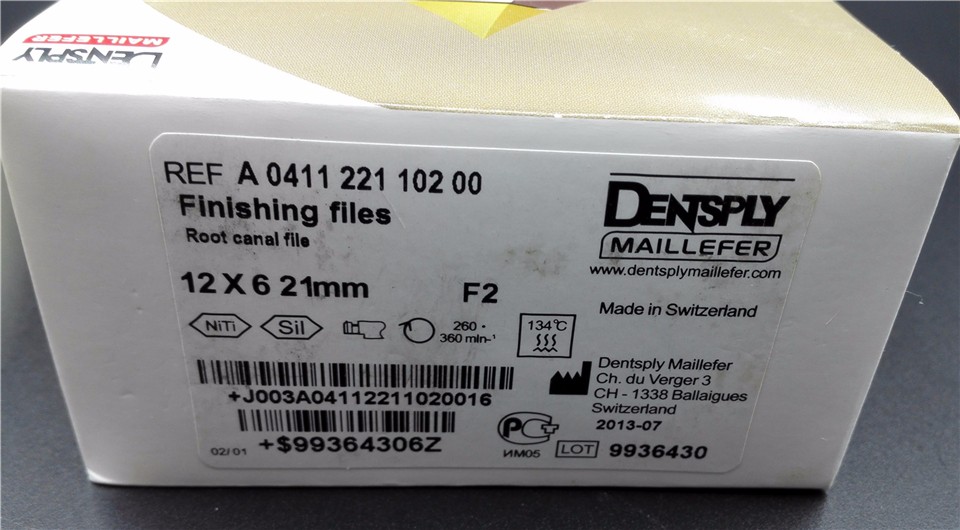 DENSPLY
MAILLEFER
REF A 0411 221 102 00
Finishing files
Root canal file
12 X 6 21mm F2
NiTi Sil 260 - 360 min-¹ 134°C
+J003A04112211020016
+$99364306Z
02/01
DENTSPLY
MAILLEFER
www.dentsplymaillefer.com
Made in Switzerland
Dentsply Maillefer
Ch. du Verger 3
CH - 1338 Ballaigues
Switzerland
2013-07
РСТ
ИМ05
LOT 9936430